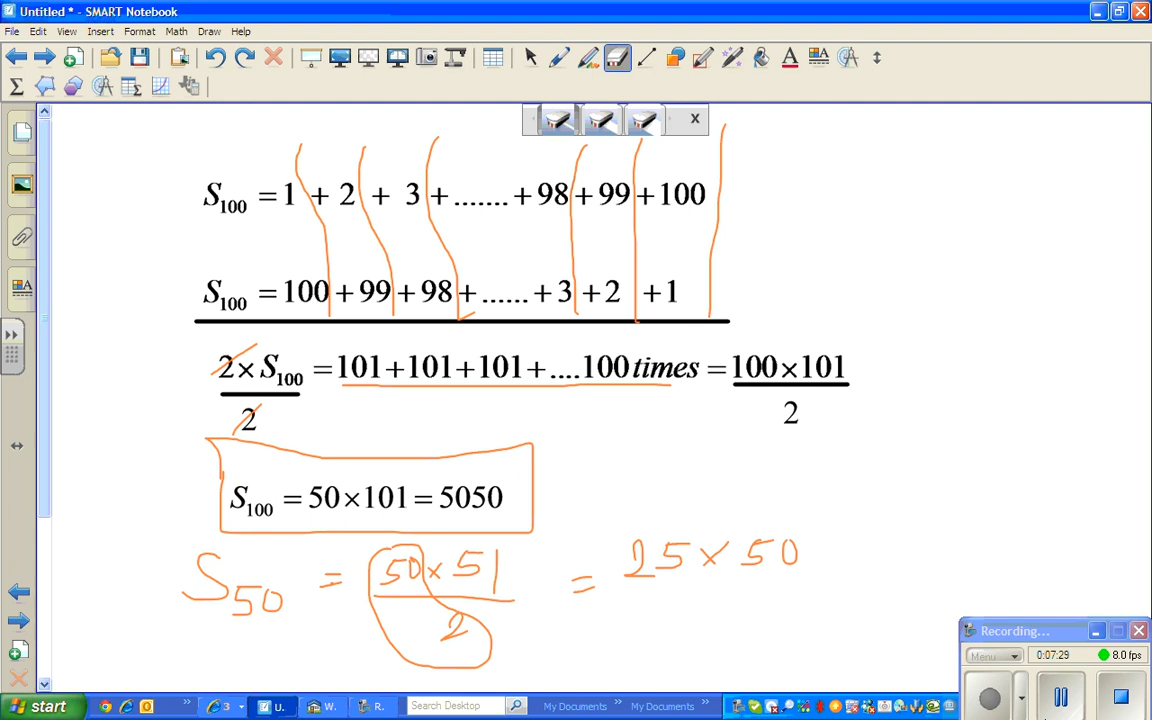 Untitled * - SMART Notebook
File Edit View Insert Format Math Draw Help
x
S₁₀₀ = 1 + 2 + 3 + ....... + 98 + 99 + 100
S₁₀₀ = 100 + 99 + 98 + ...... + 3 + 2 + 1
2 × S₁₀₀ = 101 + 101 + 101 + .... 100 times = 100 × 101
2 2
S₁₀₀ = 50 × 101 = 5050
S₅₀ = 50 × 51 = 25 × 50
2
Recording...
Menu 0:07:29 8.0 fps
start 3 U. W. R. Search Desktop My Documents My Documents